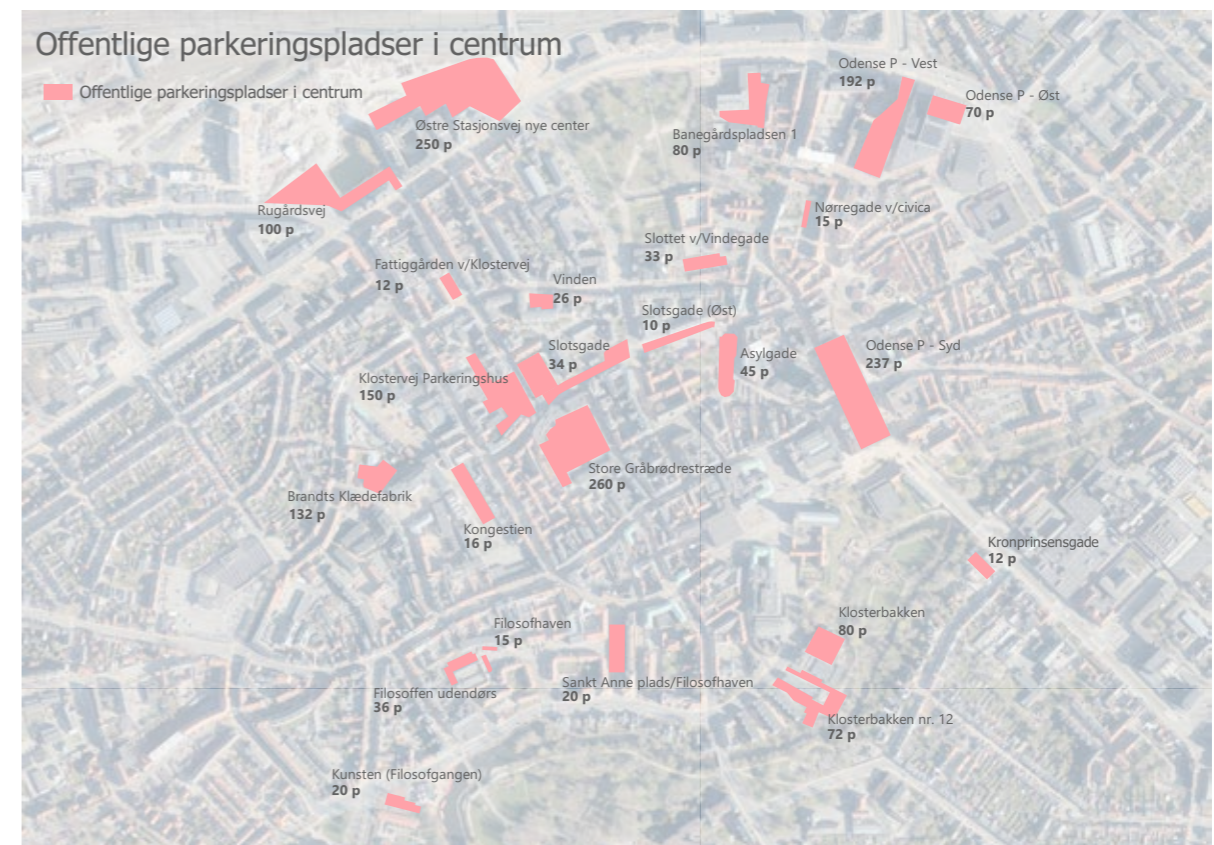 Offentlige parkeringspladser i centrum
Offentlige parkeringspladser i centrum
Odense P - Vest
192 p
Odense P - Øst
70 p
Østre Stasjonsvej nye center
250 p
Banegårdspladsen 1
80 p
Rugårdsvej
100 p
Nørregade v/civica
15 p
Slottet v/Vindegade
33 p
Fattiggården v/Klostervej
12 p
Vinden
26 p
Slotsgade (Øst)
10 p
Slotsgade
34 p
Asylgade
45 p
Odense P - Syd
237 p
Klostervej Parkeringshus
150 p
Store Gråbrødrestræde
260 p
Brandts Klædefabrik
132 p
Kongestien
16 p
Kronprinsensgade
12 p
Klosterbakken
80 p
Filosofhaven
15 p
Sankt Anne plads/Filosofhaven
20 p
Filosoffen udendørs
36 p
Klosterbakken nr. 12
72 p
Kunsten (Filosofgangen)
20 p